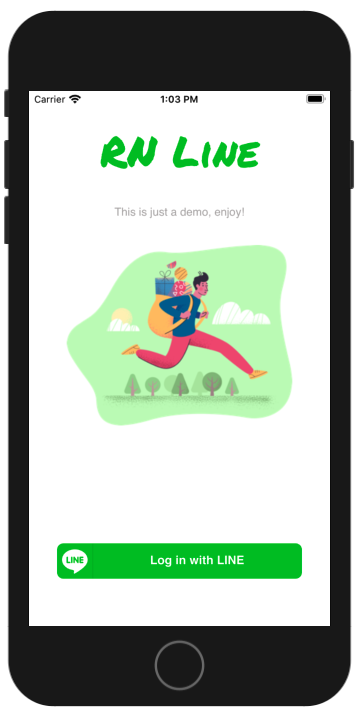 Carrier 1:03 PM
RN LINE
This is just a demo, enjoy!
LINE Log in with LINE